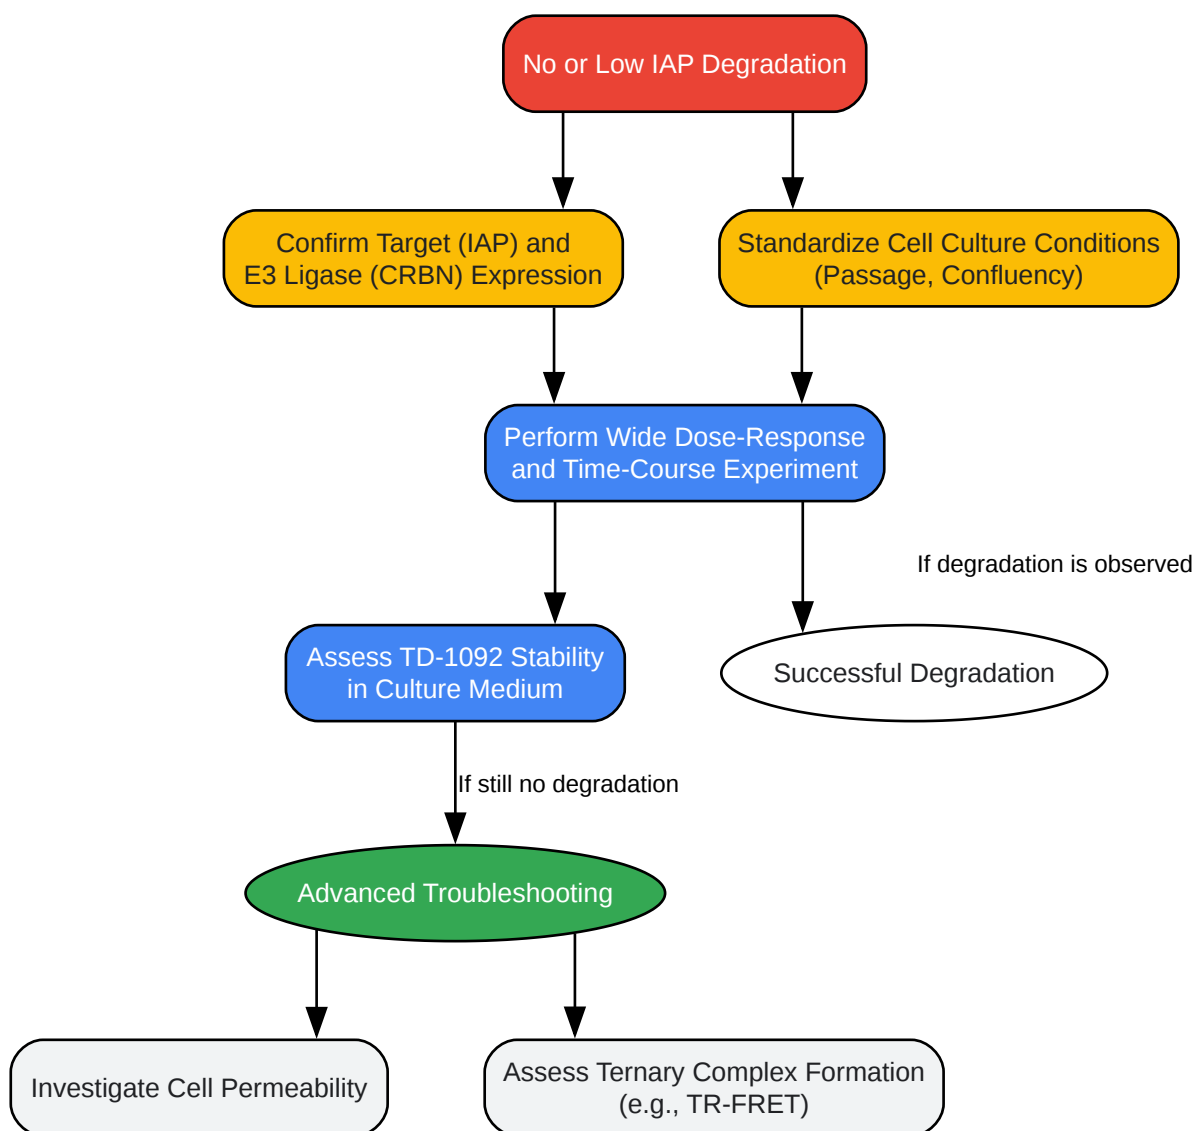 No or Low IAP Degradation
Confirm Target (IAP) and
E3 Ligase (CRBN) Expression
Standardize Cell Culture Conditions
(Passage, Confluency)
Perform Wide Dose-Response
and Time-Course Experiment
If degradation is observed
Assess TD-1092 Stability
in Culture Medium
Successful Degradation
If still no degradation
Advanced Troubleshooting
Investigate Cell Permeability
Assess Ternary Complex Formation
(e.g., TR-FRET)